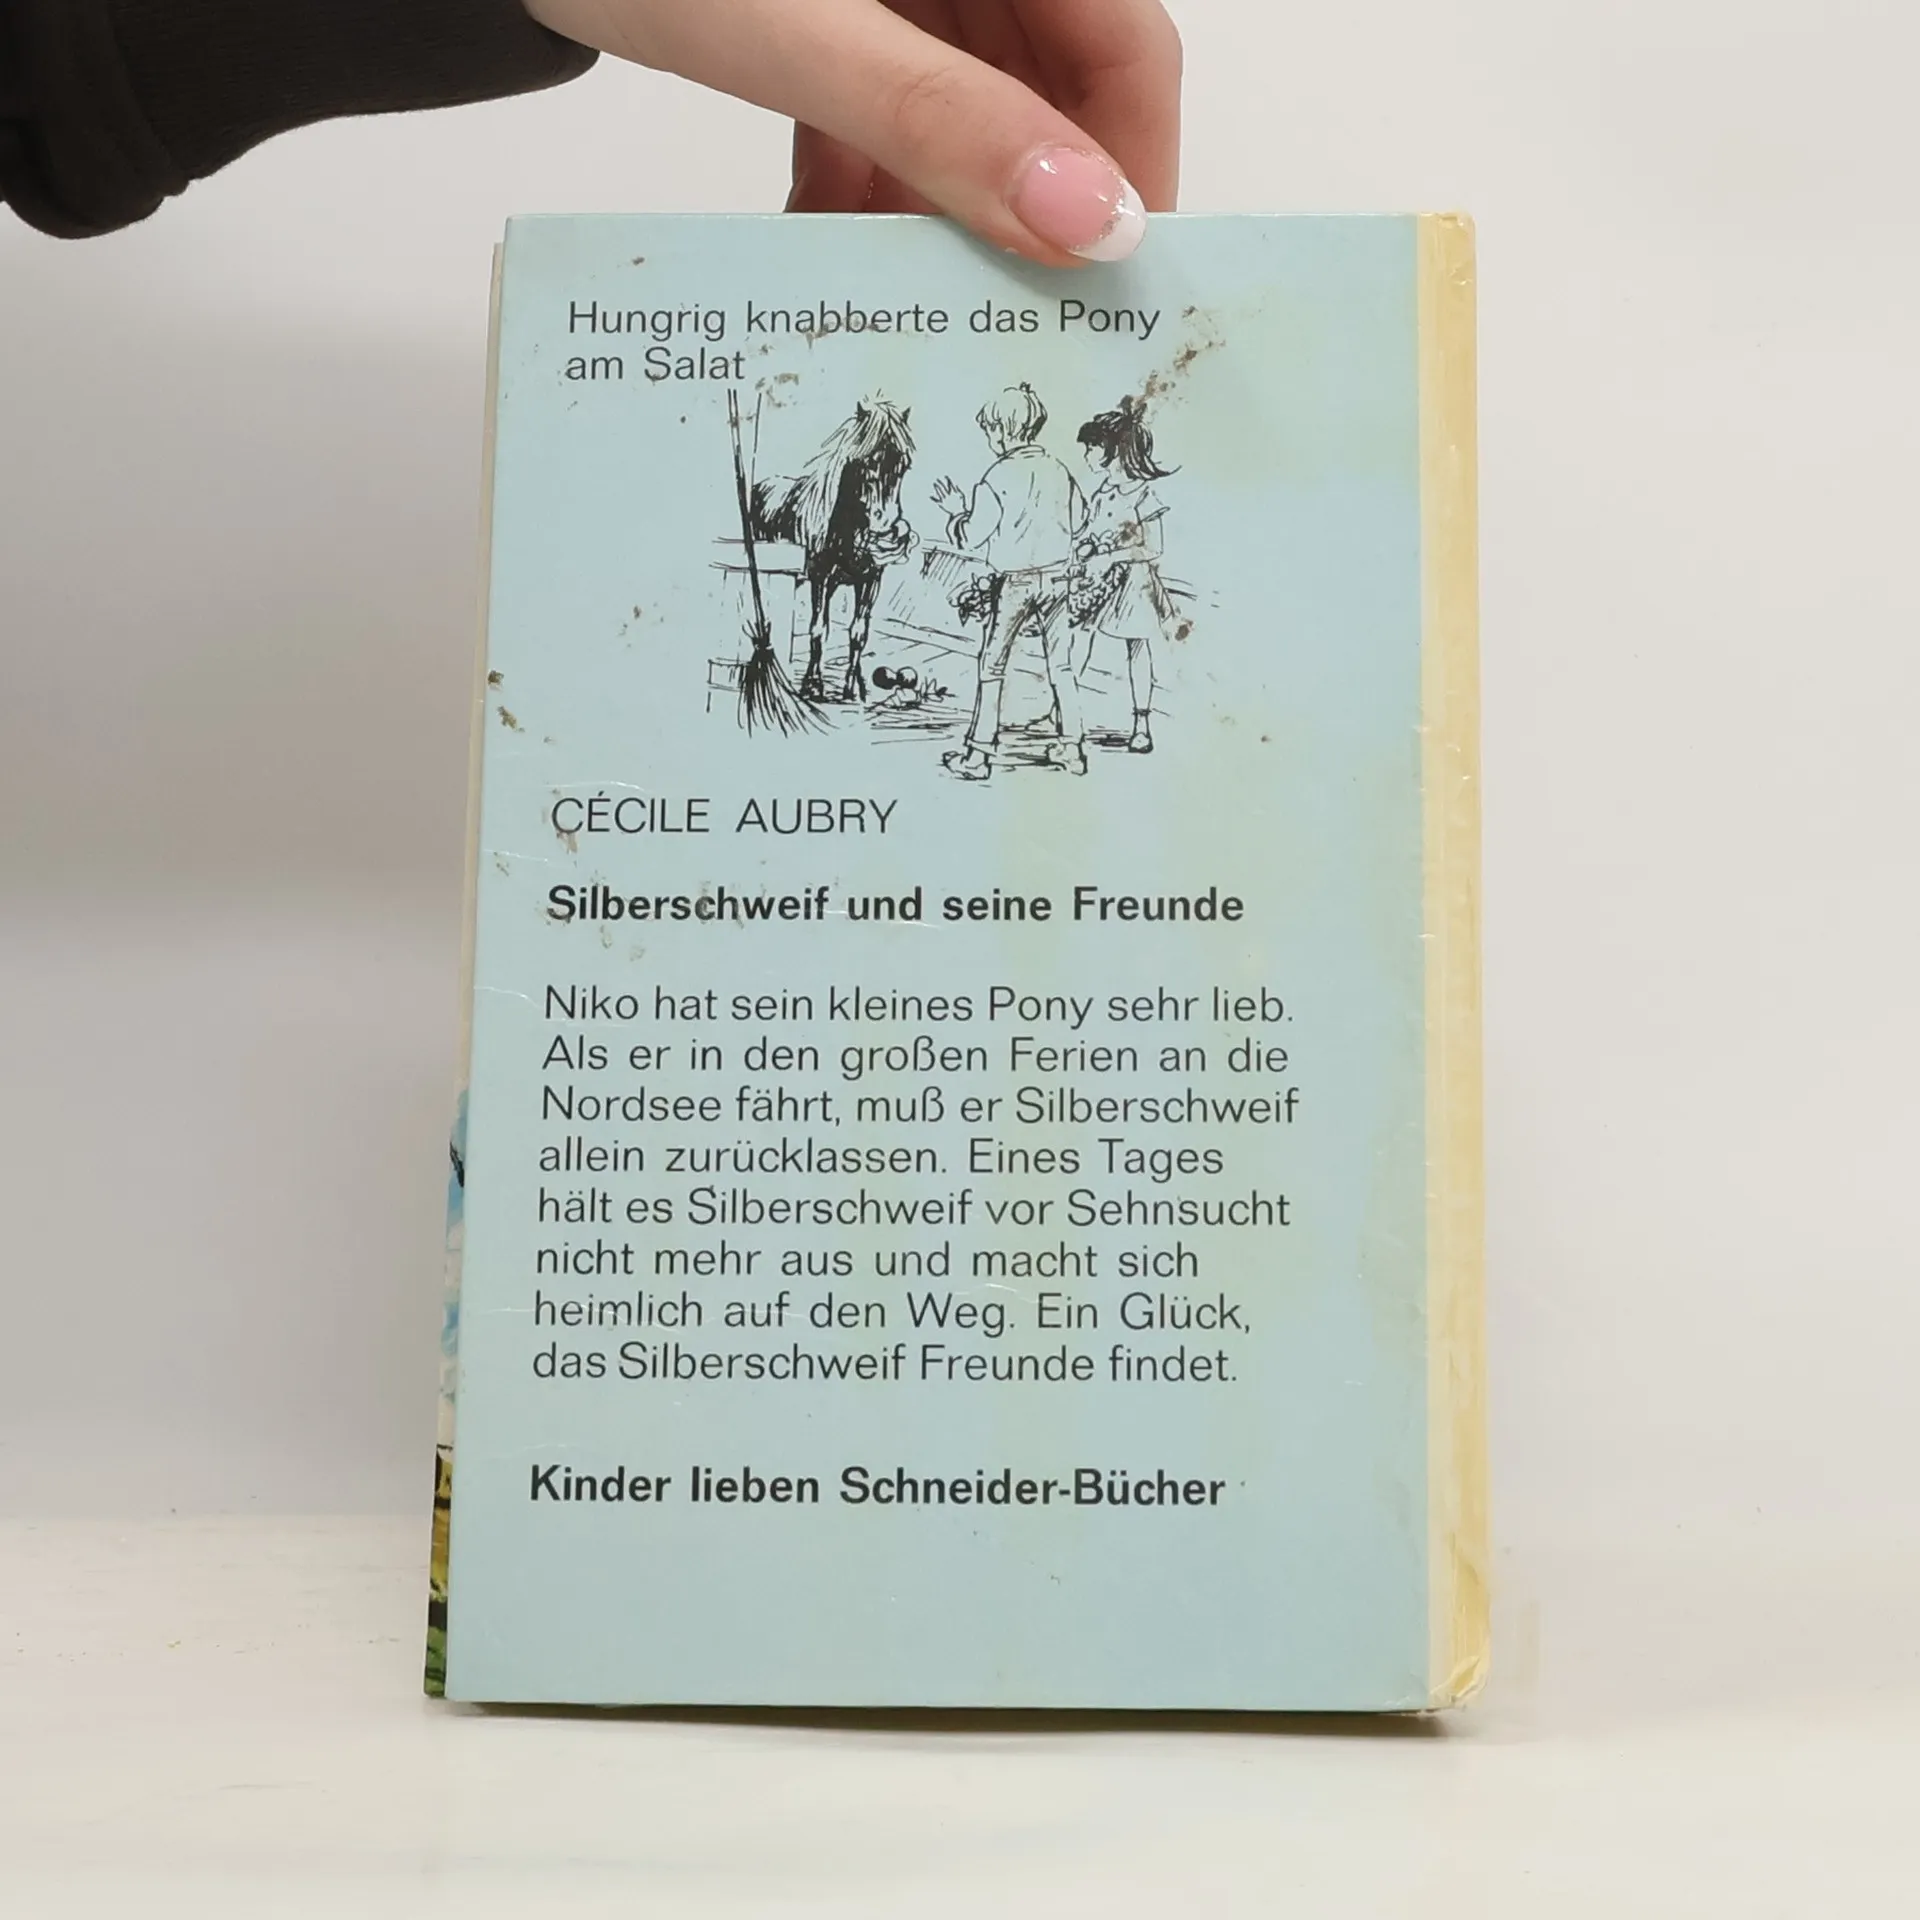 Hungrig knabberte das Pony
am Salat
CÉCILE AUBRY
Silberschweif und seine Freunde
Niko hat sein kleines Pony sehr lieb.
Als er in den großen Ferien an die
Nordsee fährt, muß er Silberschweif
allein zurücklassen. Eines Tages
hält es Silberschweif vor Sehnsucht
nicht mehr aus und macht sich
heimlich auf den Weg. Ein Glück,
das Silberschweif Freunde findet.
Kinder lieben Schneider-Bücher